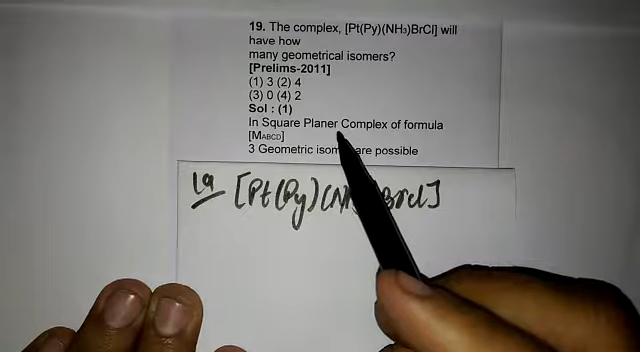 19. The complex, [Pt(Py)(NH₃)BrCl] will
have how
many geometrical isomers?
[Prelims-2011]
(1) 3 (2) 4
(3) 0 (4) 2
Sol : (1)
In Square Planer Complex of formula
[MABCD]
3 Geometric are possible
19 [Pt(Py) BrCl]